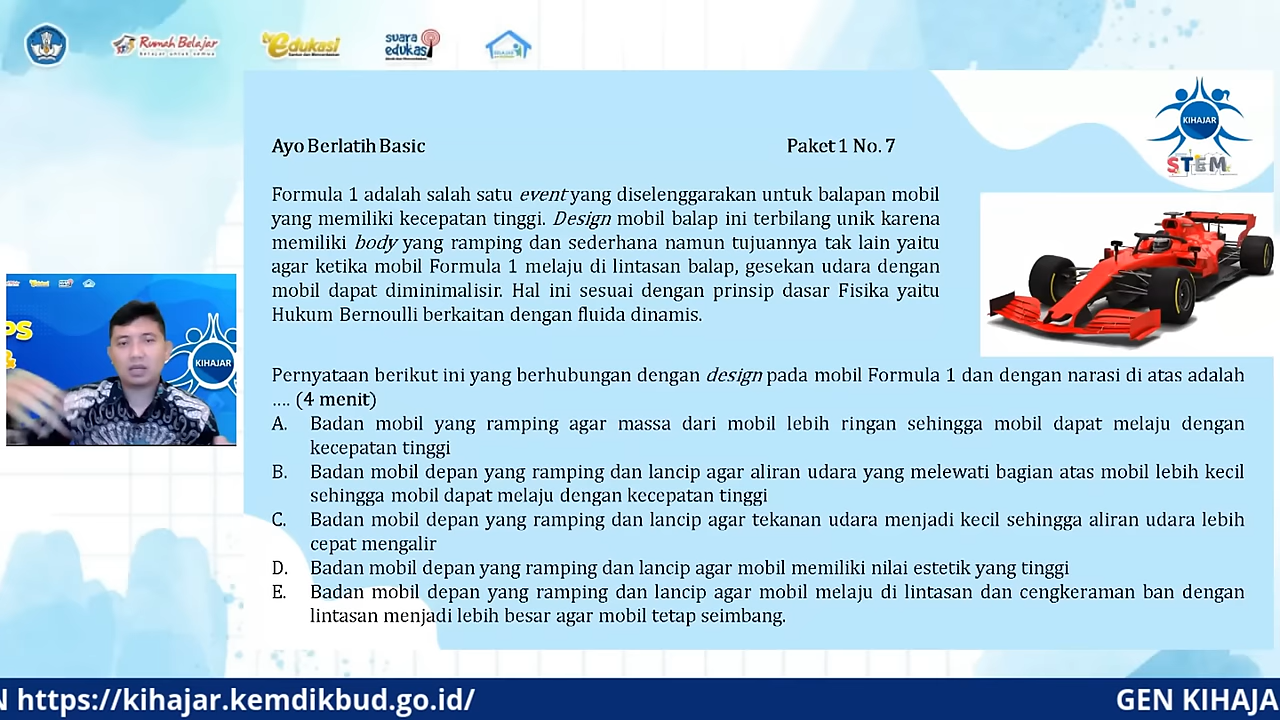 Rumah Belajar
tv Edukasi
suara
edukasi
KIHAJAR
STEM
Ayo Berlatih Basic
Paket 1 No. 7
Formula 1 adalah salah satu event yang diselenggarakan untuk balapan mobil
yang memiliki kecepatan tinggi. Design mobil balap ini terbilang unik karena
memiliki body yang ramping dan sederhana namun tujuannya tak lain yaitu
agar ketika mobil Formula 1 melaju di lintasan balap, gesekan udara dengan
mobil dapat diminimalisir. Hal ini sesuai dengan prinsip dasar Fisika yaitu
Hukum Bernoulli berkaitan dengan fluida dinamis.
KIHAJAR
Pernyataan berikut ini yang berhubungan dengan design pada mobil Formula 1 dan dengan narasi di atas adalah
.... (4 menit)
A. Badan mobil yang ramping agar massa dari mobil lebih ringan sehingga mobil dapat melaju dengan
kecepatan tinggi
B. Badan mobil depan yang ramping dan lancip agar aliran udara yang melewati bagian atas mobil lebih kecil
sehingga mobil dapat melaju dengan kecepatan tinggi
C. Badan mobil depan yang ramping dan lancip agar tekanan udara menjadi kecil sehingga aliran udara lebih
cepat mengalir
D. Badan mobil depan yang ramping dan lancip agar mobil memiliki nilai estetik yang tinggi
E. Badan mobil depan yang ramping dan lancip agar mobil melaju di lintasan dan cengkeraman ban dengan
lintasan menjadi lebih besar agar mobil tetap seimbang.
N https://kihajar.kemdikbud.go.id/
GEN KIHAJA